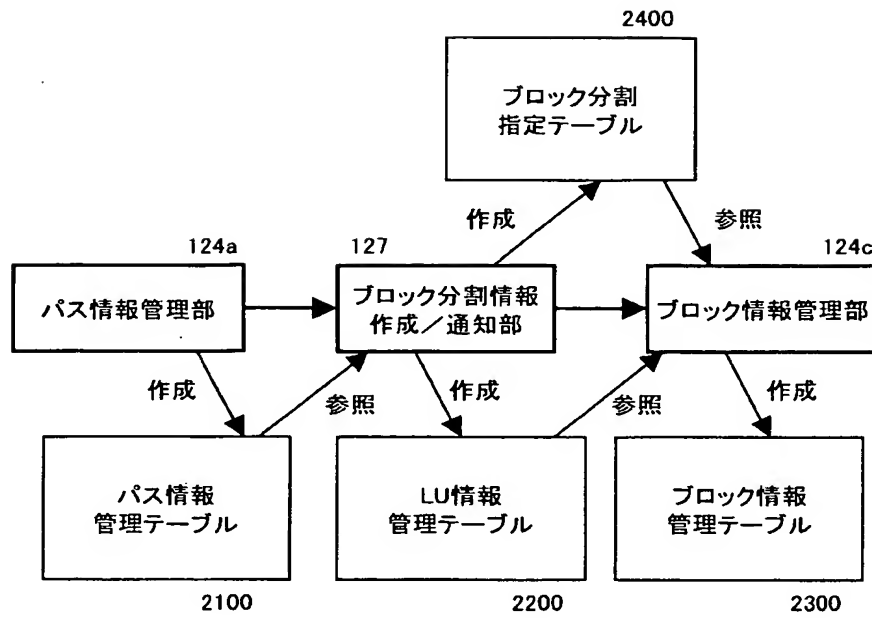 2400
ブロック分割
指定テーブル
作成
参照
124a
127
124c
パス情報管理部
ブロック分割情報
作成／通知部
ブロック情報管理部
作成
参照
作成
参照
作成
パス情報
管理テーブル
LU情報
管理テーブル
ブロック情報
管理テーブル
2100
2200
2300